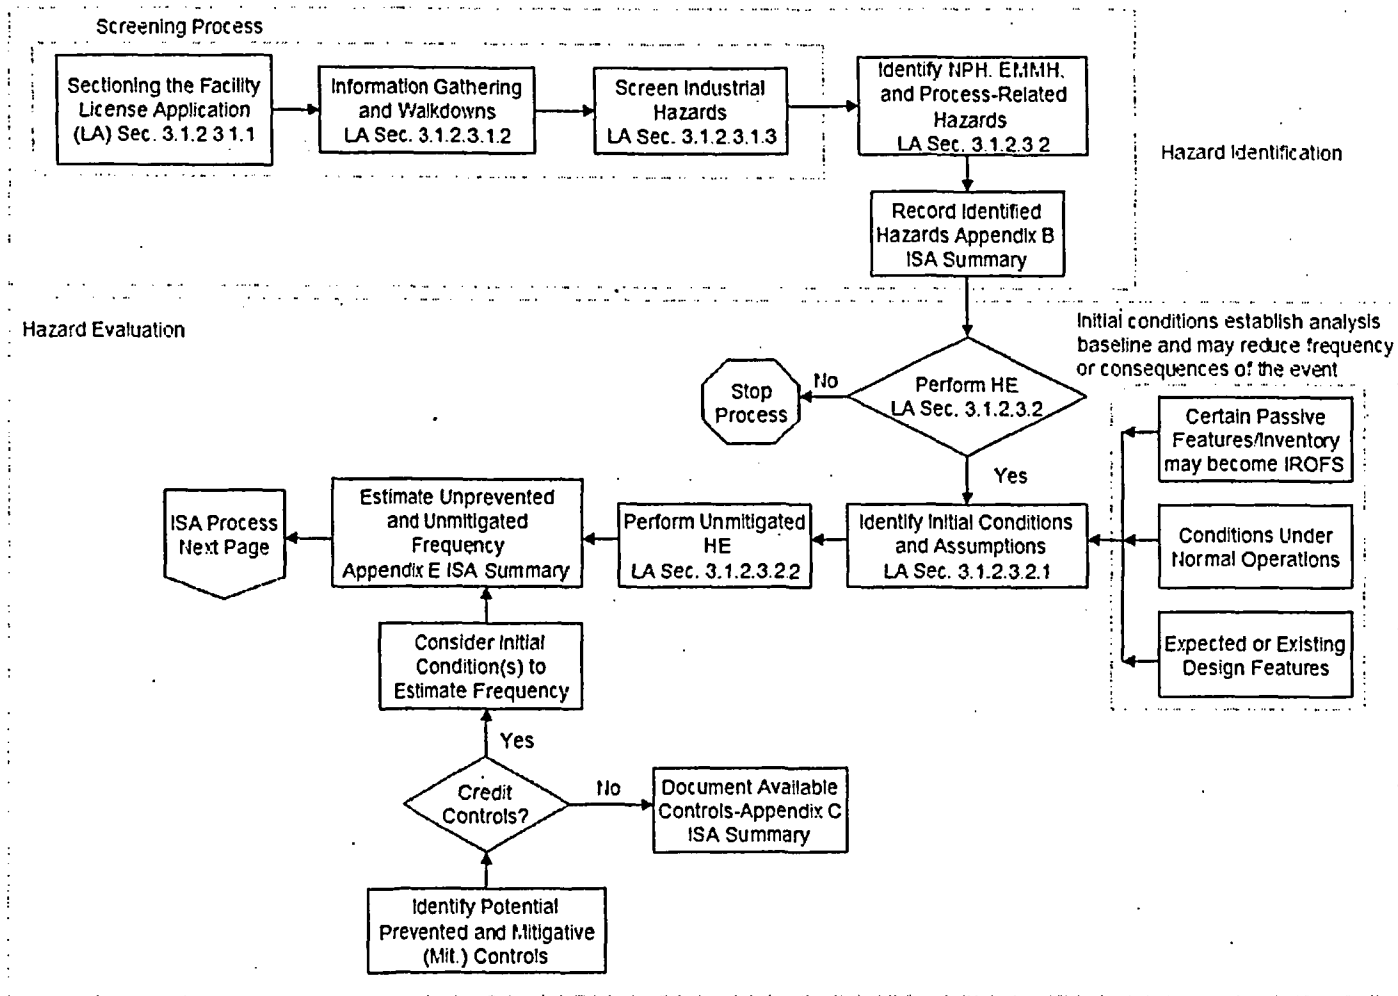 Screening Process
Sectioning the Facility
License Application
(LA) Sec. 3.1.2 3 1.1
Information Gathering
and Walkdowns
LA Sec. 3.1.2.3.1.2
Screen Industrial
Hazards
LA Sec. 3.1.2.3.1.3
Identify NPH, EMMH,
and Process-Related
Hazards
LA Sec. 3.1.2.3 2
Hazard Identification
Record Identified
Hazards Appendix B
ISA Summary
Hazard Evaluation
Initial conditions establish analysis
baseline and may reduce frequency
or consequences of the event
Perform HE
LA Sec. 3.1.2.3.2
No
Stop
Process
Yes
Certain Passive
Features/Inventory
may become IROFS
Conditions Under
Normal Operations
Expected or Existing
Design Features
Identify Initial Conditions
and Assumptions
LA Sec. 3.1.2.3.2.1
Perform Unmitigated
HE
LA Sec. 3.1.2.3.2.2
Estimate Unprevented
and Unmitigated
Frequency
Appendix E ISA Summary
ISA Process
Next Page
Consider Initial
Condition(s) to
Estimate Frequency
Yes
Credit
Controls?
No
Document Available
Controls-Appendix C
ISA Summary
Identify Potential
Prevented and Mitigative
(Mit.) Controls